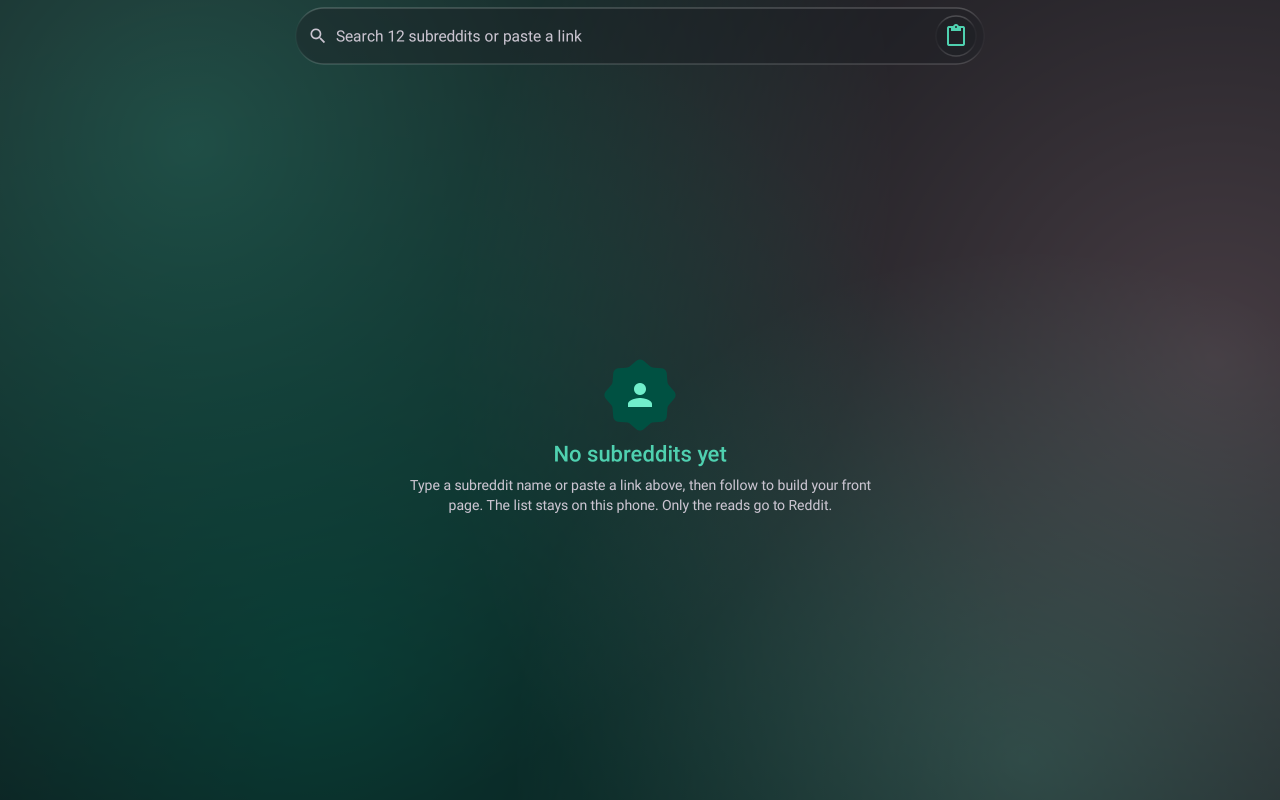 Search 12 subreddits or paste a link
No subreddits yet
Type a subreddit name or paste a link above, then follow to build your front
page. The list stays on this phone. Only the reads go to Reddit.